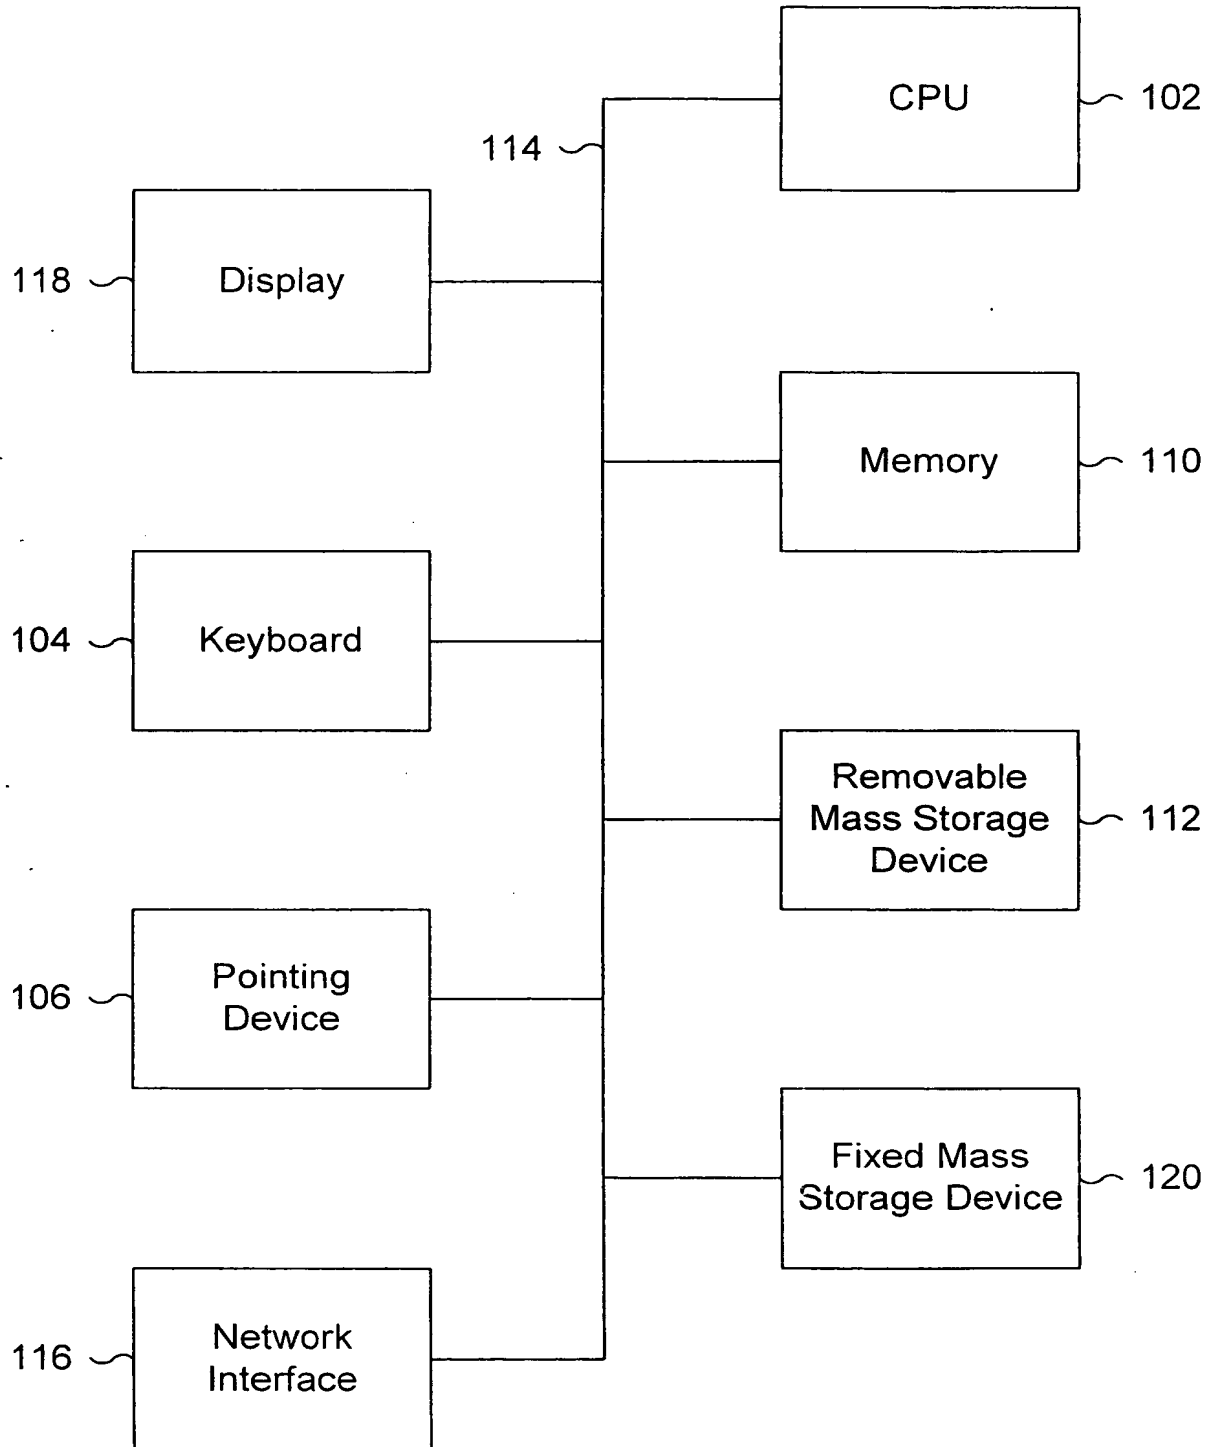 CPU
102
114
118
Display
Memory
110
104
Keyboard
Removable
Mass Storage
Device
112
106
Pointing
Device
Fixed Mass
Storage Device
120
116
Network
Interface